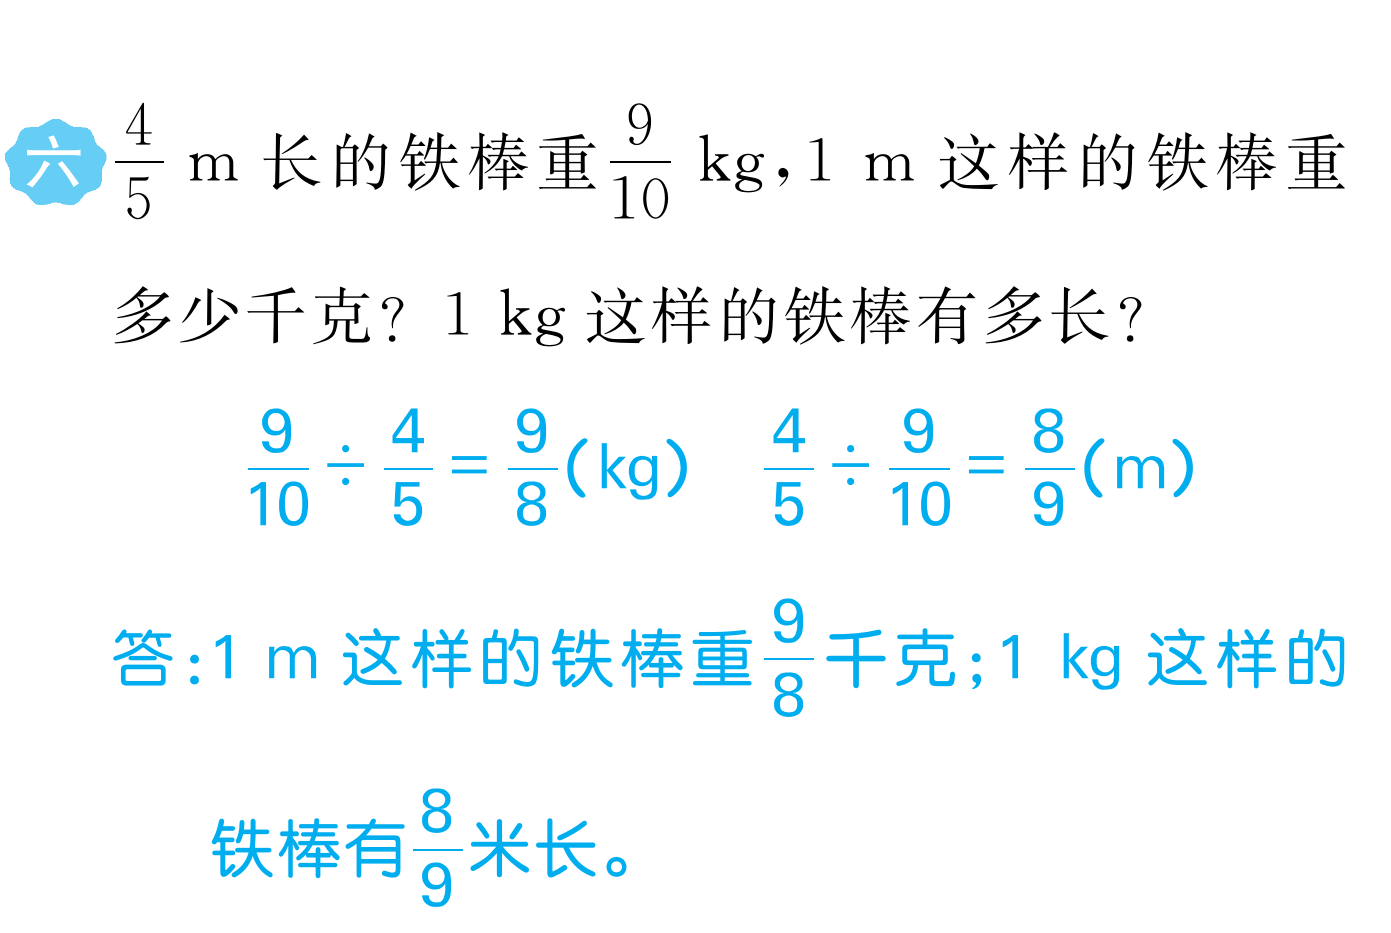 六 4/5 m 长的铁棒重 9/10 kg,1 m 这样的铁棒重
多少千克? 1 kg 这样的铁棒有多长?
9/10 ÷ 4/5 = 9/8 (kg) 4/5 ÷ 9/10 = 8/9 (m)
答:1 m 这样的铁棒重 9/8 千克;1 kg 这样的
铁棒有 8/9 米长。